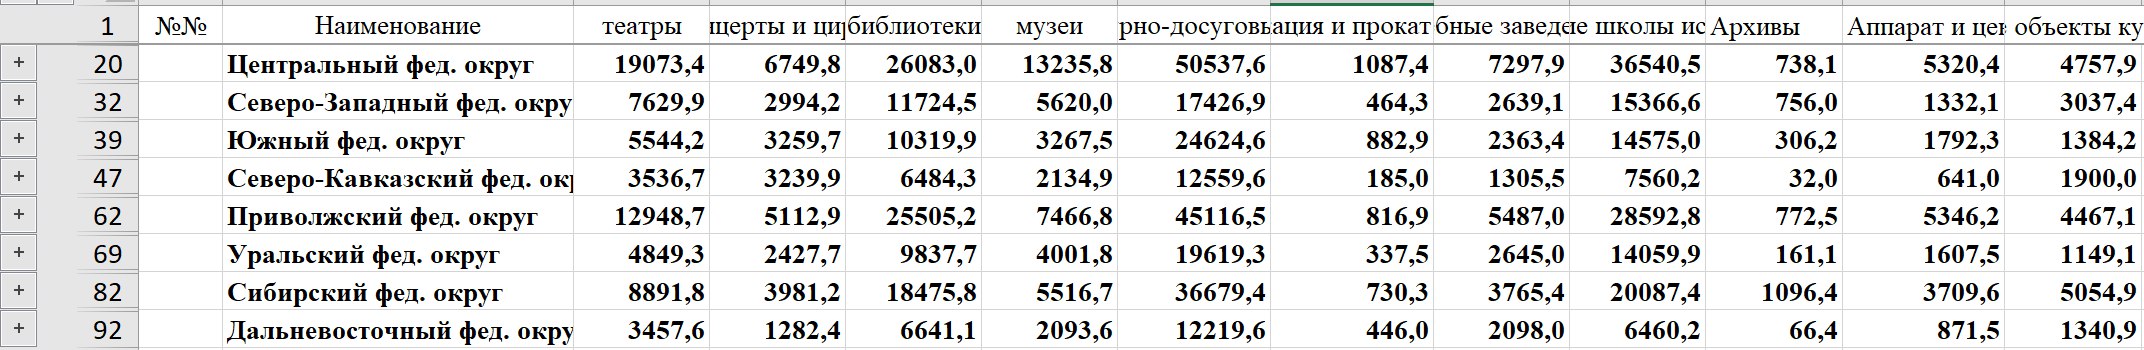 1 №№ Наименование театры церты и ци библиотеки музеи рно-досуговы ация и прокат бные заведе ие школы ис Архивы Аппарат и цен объекты ку
+ 20 Центральный фед. округ 19073,4 6749,8 26083,0 13235,8 50537,6 1087,4 7297,9 36540,5 738,1 5320,4 4757,9
+ 32 Северо-Западный фед. окру 7629,9 2994,2 11724,5 5620,0 17426,9 464,3 2639,1 15366,6 756,0 1332,1 3037,4
+ 39 Южный фед. округ 5544,2 3259,7 10319,9 3267,5 24624,6 882,9 2363,4 14575,0 306,2 1792,3 1384,2
+ 47 Северо-Кавказский фед. окр 3536,7 3239,9 6484,3 2134,9 12559,6 185,0 1305,5 7560,2 32,0 641,0 1900,0
+ 62 Приволжский фед. округ 12948,7 5112,9 25505,2 7466,8 45116,5 816,9 5487,0 28592,8 772,5 5346,2 4467,1
+ 69 Уральский фед. округ 4849,3 2427,7 9837,7 4001,8 19619,3 337,5 2645,0 14059,9 161,1 1607,5 1149,1
+ 82 Сибирский фед. округ 8891,8 3981,2 18475,8 5516,7 36679,4 730,3 3765,4 20087,4 1096,4 3709,6 5054,9
+ 92 Дальневосточный фед. окру 3457,6 1282,4 6641,1 2093,6 12219,6 446,0 2098,0 6460,2 66,4 871,5 1340,9